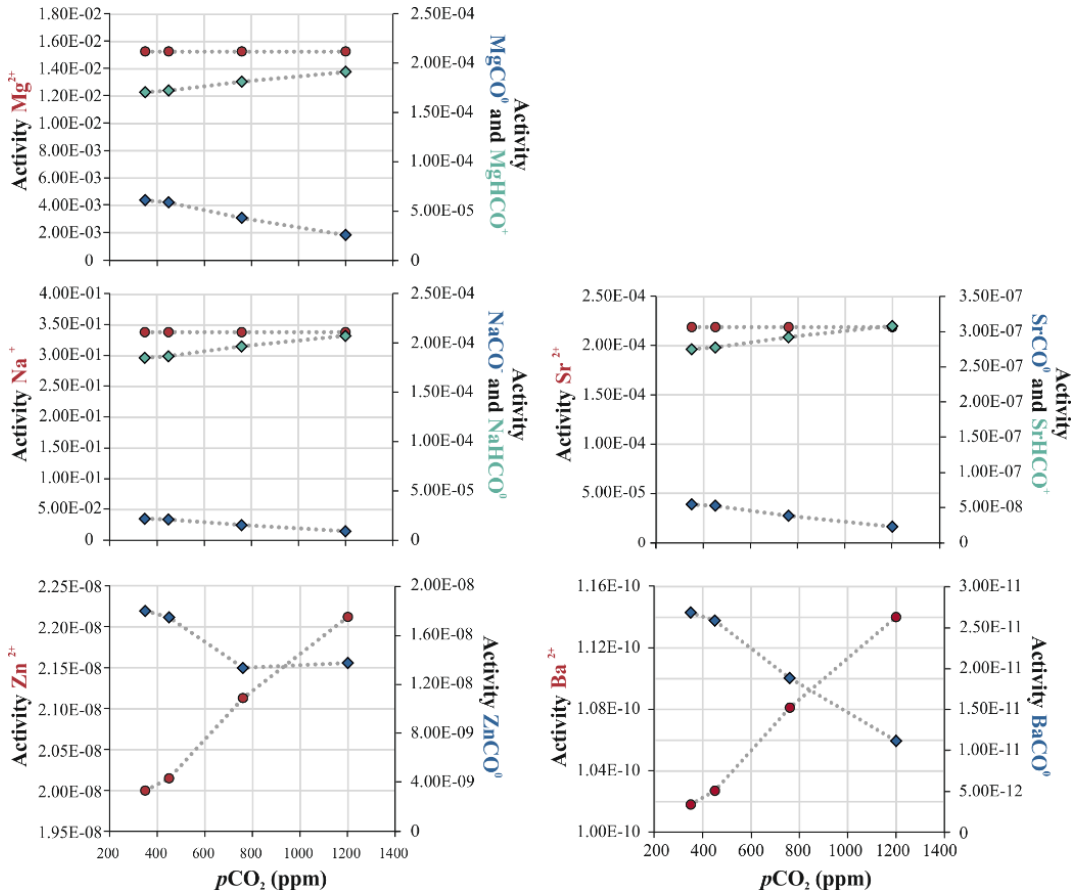 1.80E-02
1.60E-02
1.40E-02
1.20E-02
1.00E-02
8.00E-03
6.00E-03
4.00E-03
2.00E-03
0
Activity Mg²⁺
2.50E-04
2.00E-04
1.50E-04
1.00E-04
5.00E-05
0
MgCO⁰
and MgHCO⁺
Activity
4.00E-01
3.50E-01
3.00E-01
2.50E-01
2.00E-01
1.50E-01
1.00E-01
5.00E-02
0
Activity Na⁺
2.50E-04
2.00E-04
1.50E-04
1.00E-04
5.00E-05
0
NaCO⁻
and NaHCO⁰
Activity
2.50E-04
2.00E-04
1.50E-04
1.00E-04
5.00E-05
0
Activity Sr²⁺
3.50E-07
3.00E-07
2.50E-07
2.00E-07
1.50E-07
1.00E-07
5.00E-08
0
SrCO⁰
and SrHCO⁺
Activity
2.25E-08
2.20E-08
2.15E-08
2.10E-08
2.05E-08
2.00E-08
1.95E-08
Activity Zn²⁺
2.00E-08
1.60E-08
1.20E-08
8.00E-09
4.00E-09
0
Activity ZnCO⁰
200 400 600 800 1000 1200 1400
pCO₂ (ppm)
1.16E-10
1.12E-10
1.08E-10
1.04E-10
1.00E-10
Activity Ba²⁺
3.00E-11
2.50E-11
2.00E-11
1.50E-11
1.00E-11
5.00E-12
0
Activity BaCO⁰
200 400 600 800 1000 1200 1400
pCO₂ (ppm)